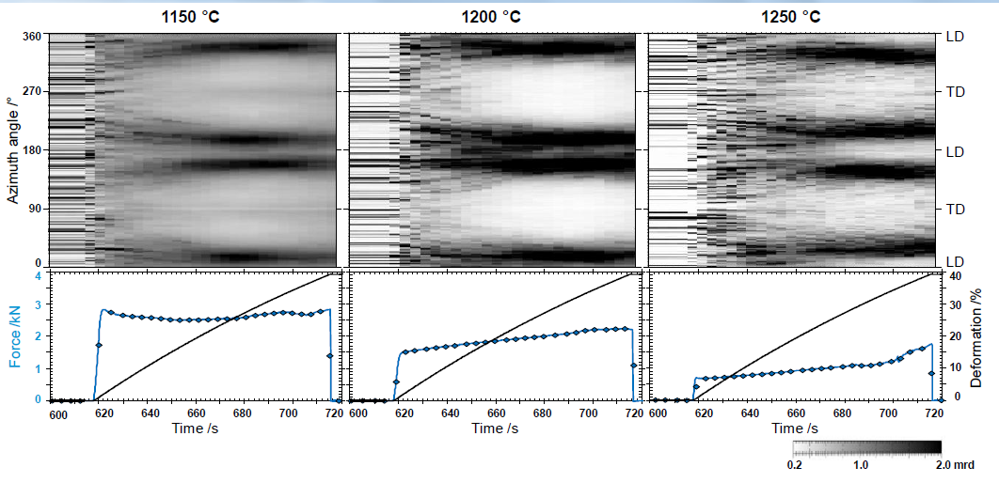 1150 °C 1200 °C 1250 °C
360 LD
270 TD
180 LD
90 TD
0 LD
Azimuth angle /°
4 40
3 30
2 20
1 10
0 0
Force /kN
Deformation /%
600 620 640 660 680 700 720 600 620 640 660 680 700 720 600 620 640 660 680 700 720
Time /s Time /s Time /s
0.2 1.0 2.0 mrd